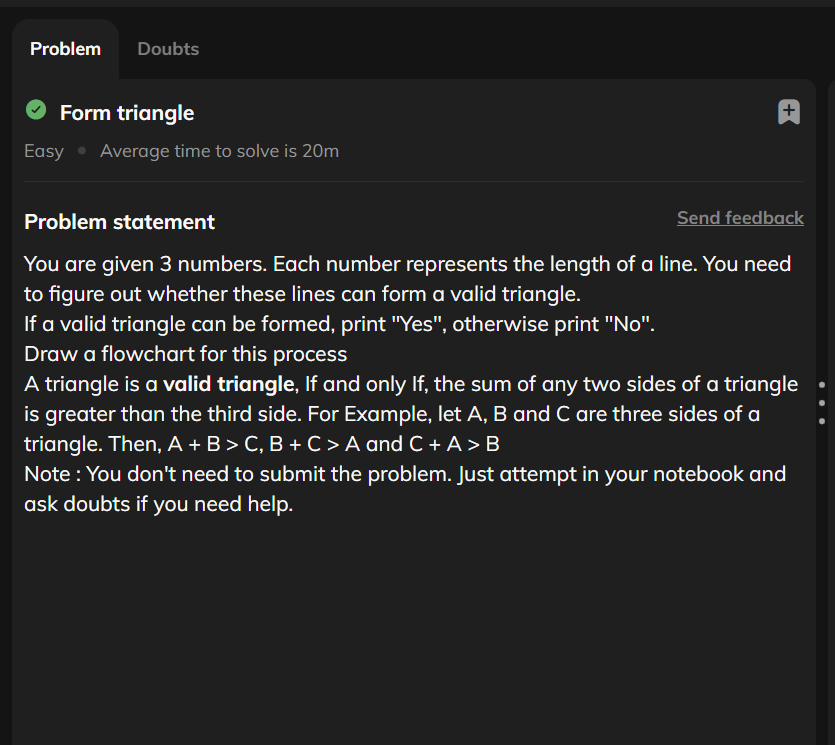 Problem
Doubts
Form triangle
Easy • Average time to solve is 20m
Problem statement
Send feedback
You are given 3 numbers. Each number represents the length of a line. You need
to figure out whether these lines can form a valid triangle.
If a valid triangle can be formed, print "Yes", otherwise print "No".
Draw a flowchart for this process
A triangle is a valid triangle, If and only If, the sum of any two sides of a triangle
is greater than the third side. For Example, let A, B and C are three sides of a
triangle. Then, A + B > C, B + C > A and C + A > B
Note : You don't need to submit the problem. Just attempt in your notebook and
ask doubts if you need help.